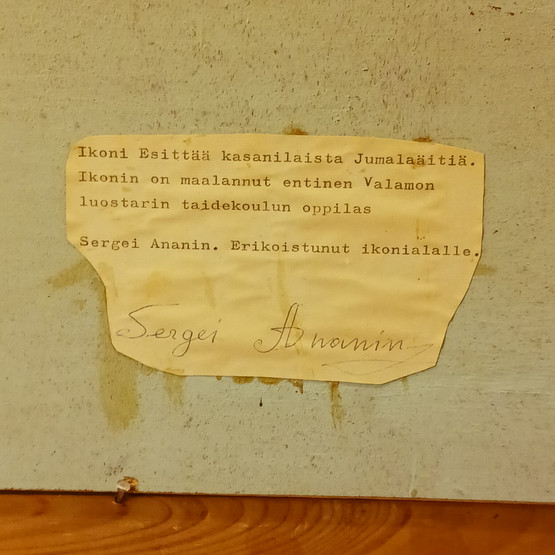 Ikoni Esittää kasanilaista Jumalaäitiä.
Ikonin on maalannut entinen Valamon
luostarin taidekoulun oppilas
Sergei Ananin. Erikoistunut ikonialalle.
Sergei Ananin